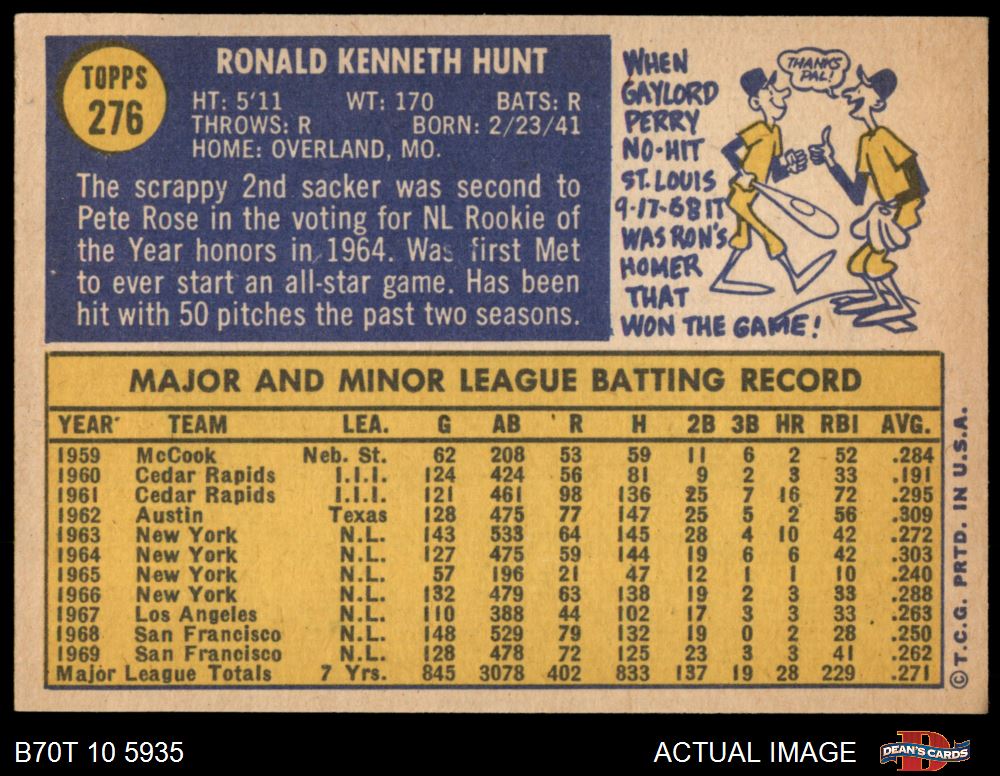 TOPPS
276
RONALD KENNETH HUNT
HT: 5'11 WT: 170 BATS: R
THROWS: R BORN: 2/23/41
HOME: OVERLAND, MO.
The scrappy 2nd sacker was second to
Pete Rose in the voting for NL Rookie of
the Year honors in 1964. Was first Met
to ever start an all-star game. Has been
hit with 50 pitches the past two seasons.
WHEN
GAYLORD
PERRY
NO-HIT
ST. LOUIS
9-17-68 IT
WAS RON'S
HOMER
THAT
WON THE GAME!
THANKS
PAL!
MAJOR AND MINOR LEAGUE BATTING RECORD
YEAR TEAM LEA. G AB R H 2B 3B HR RBI AVG.
1959 McCook Neb. St. 62 208 53 59 11 6 2 52 .284
1960 Cedar Rapids I.I.I. 124 424 56 81 9 2 3 33 .191
1961 Cedar Rapids I.I.I. 121 461 98 136 25 7 16 72 .295
1962 Austin Texas 128 475 77 147 25 5 2 56 .309
1963 New York N.L. 143 533 64 145 28 4 10 42 .272
1964 New York N.L. 127 475 59 144 19 6 6 42 .303
1965 New York N.L. 57 196 21 47 12 1 1 10 .240
1966 New York N.L. 132 479 63 138 19 2 3 33 .288
1967 Los Angeles N.L. 110 388 44 102 17 3 3 33 .263
1968 San Francisco N.L. 148 529 79 132 19 0 2 28 .250
1969 San Francisco N.L. 128 478 72 125 23 3 3 41 .262
Major League Totals 7 Yrs. 845 3078 402 833 137 19 28 229 .271
©T.C.G. PRTD. IN U.S.A.
B70T 10 5935
ACTUAL IMAGE
DEAN'S CARDS